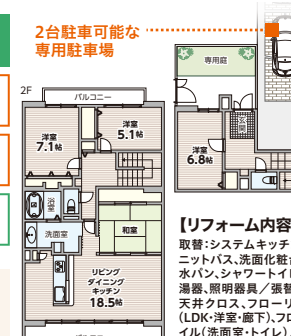 2台駐車可能な
専用駐車場
専用庭
2F
バルコニー
洋室
7.1帖
洋室
5.1帖
玄関
洋室
6.8帖
浴室
洗面室
和室
リビング
ダイニング
キッチン
18.5帖
【リフォーム内容
取替:システムキッチ
ニットバス、洗面化粧台
水パン、シャワートイレ
湯器、照明器具／張替
天井クロス、フローリ
(LDK・洋室・廊下)、フロ
イル(洗面室・トイレ)